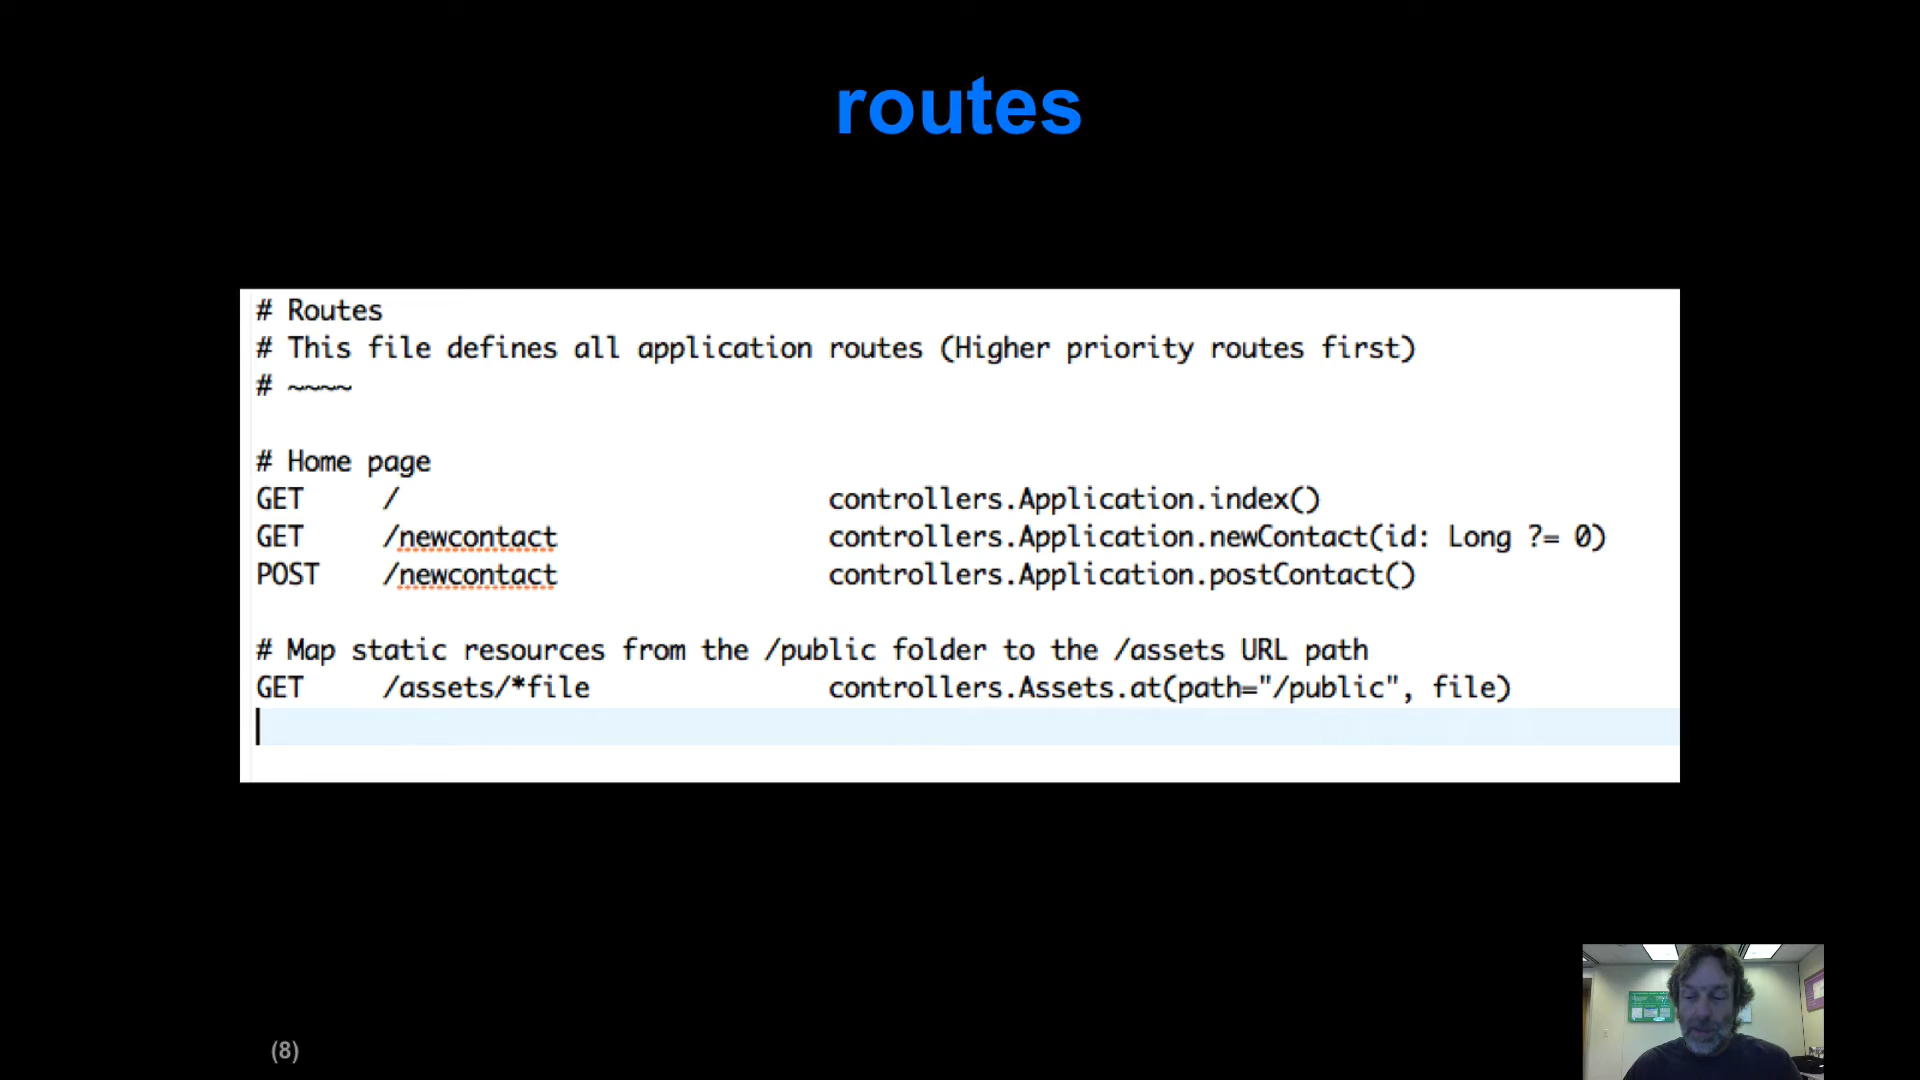 routes
# Routes
# This file defines all application routes (Higher priority routes first)
# ~~~~
# Home page
GET / controllers.Application.index()
GET /newcontact controllers.Application.newContact(id: Long ?= 0)
POST /newcontact controllers.Application.postContact()
# Map static resources from the /public folder to the /assets URL path
GET /assets/*file controllers.Assets.at(path="/public", file)
(8)